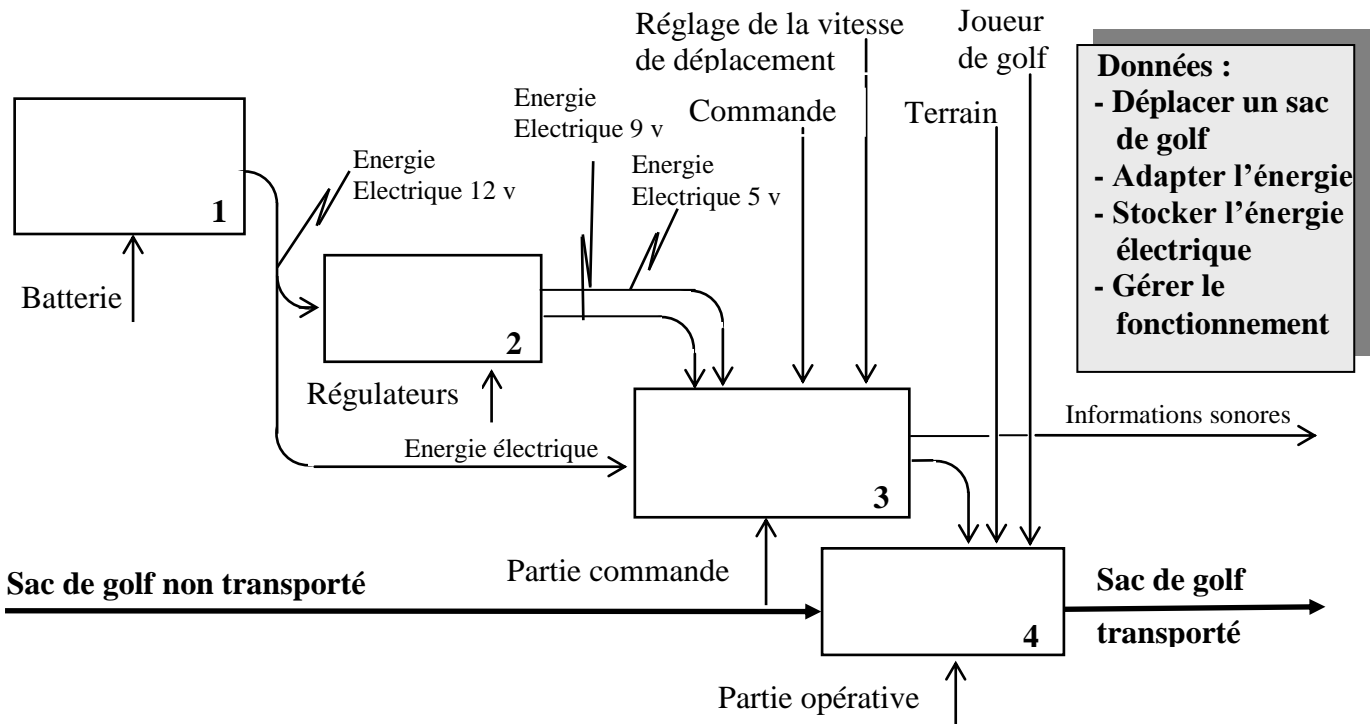 Réglage de la vitesse
de déplacement
Joueur
de golf
Données :
- Déplacer un sac
de golf
- Adapter l'énergie
- Stocker l'énergie
électrique
- Gérer le
fonctionnement
Energie
Electrique 9 v
Commande
Terrain
Energie
Electrique 12 v
Energie
Electrique 5 v
1
Batterie
2
Régulateurs
Informations sonores
Energie électrique
3
Partie commande
Sac de golf non transporté
Sac de golf
transporté
4
Partie opérative